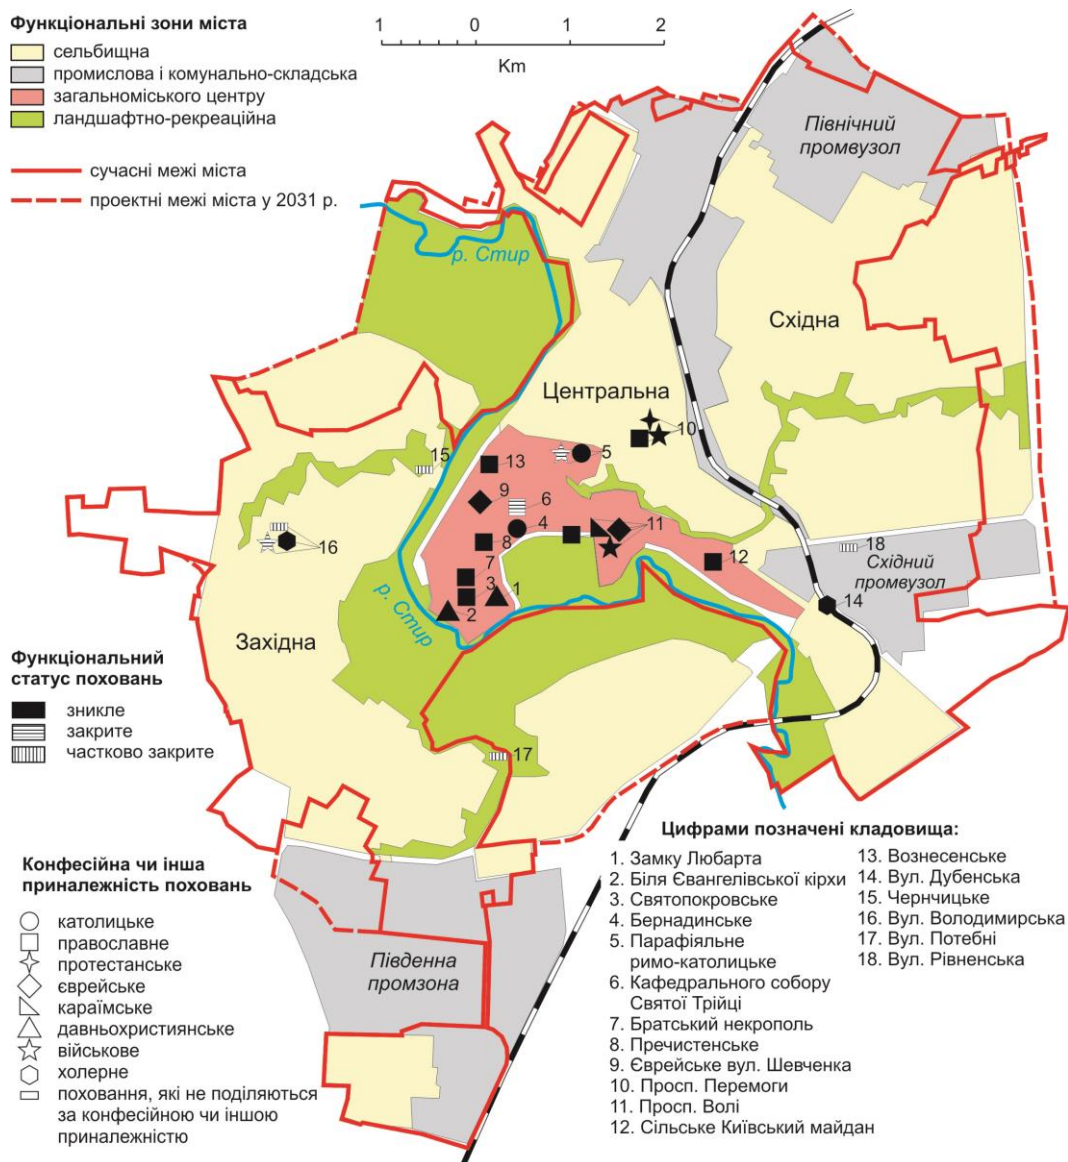 Функціональні зони міста
сельбищна
промислова і комунально-складська
загальноміського центру
ландшафтно-рекреаційна
сучасні межі міста
проектні межі міста у 2031 р.
1 0 1 2
Km
Північний
промвузол
р. Стир
Східна
Центральна
10
5
15
13
9
6
16
4
11
8
18
Східний
промвузол
12
7
3
1
2
14
р. Стир
Західна
17
Функціональний
статус поховань
зникле
закрите
частково закрите
Конфесійна чи інша
приналежність поховань
католицьке
православне
протестанське
єврейське
караїмське
давньохристиянське
військове
холерне
поховання, які не поділяються
за конфесійною чи іншою
приналежністю
Південна
промзона
Цифрами позначені кладовища:
1. Замку Любарта
2. Біля Євангелівської кірхи
3. Святопокровське
4. Бернадинське
5. Парафіяльне
римо-католицьке
6. Кафедрального собору
Святої Трійці
7. Братський некрополь
8. Пречистенське
9. Єврейське вул. Шевченка
10. Просп. Перемоги
11. Просп. Волі
12. Сільське Київський майдан
13. Вознесенське
14. Вул. Дубенська
15. Чернчицьке
16. Вул. Володимирська
17. Вул. Потебні
18. Вул. Рівненська